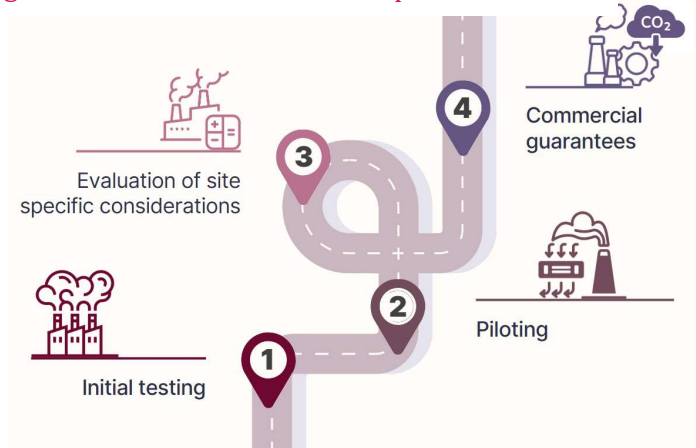 CO₂
4
Commercial
guarantees
3
Evaluation of site
specific considerations
2
Piloting
1
Initial testing